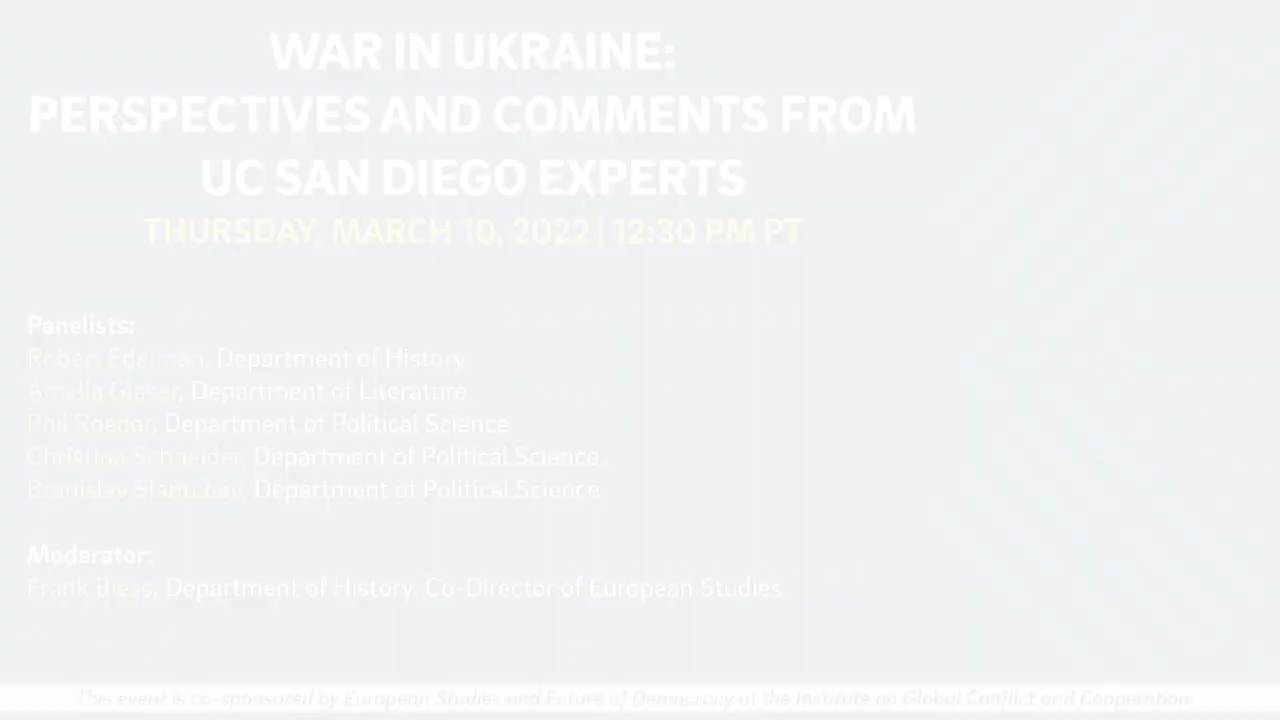 WAR IN UKRAINE:
PERSPECTIVES AND COMMENTS FROM
UC SAN DIEGO EXPERTS
THURSDAY, MARCH 10, 2022 | 12:30 PM PT
Panelists:
Robert Edelman, Department of History
Amelia Glaser, Department of Literature
Phil Roeder, Department of Political Science
Christina Schneider, Department of Political Science
Branislav Slantchev, Department of Political Science
Moderator:
Frank Biess, Department of History, Co-Director of European Studies
This event is co-sponsored by European Studies and Future of Democracy at the Institute on Global Conflict and Cooperation